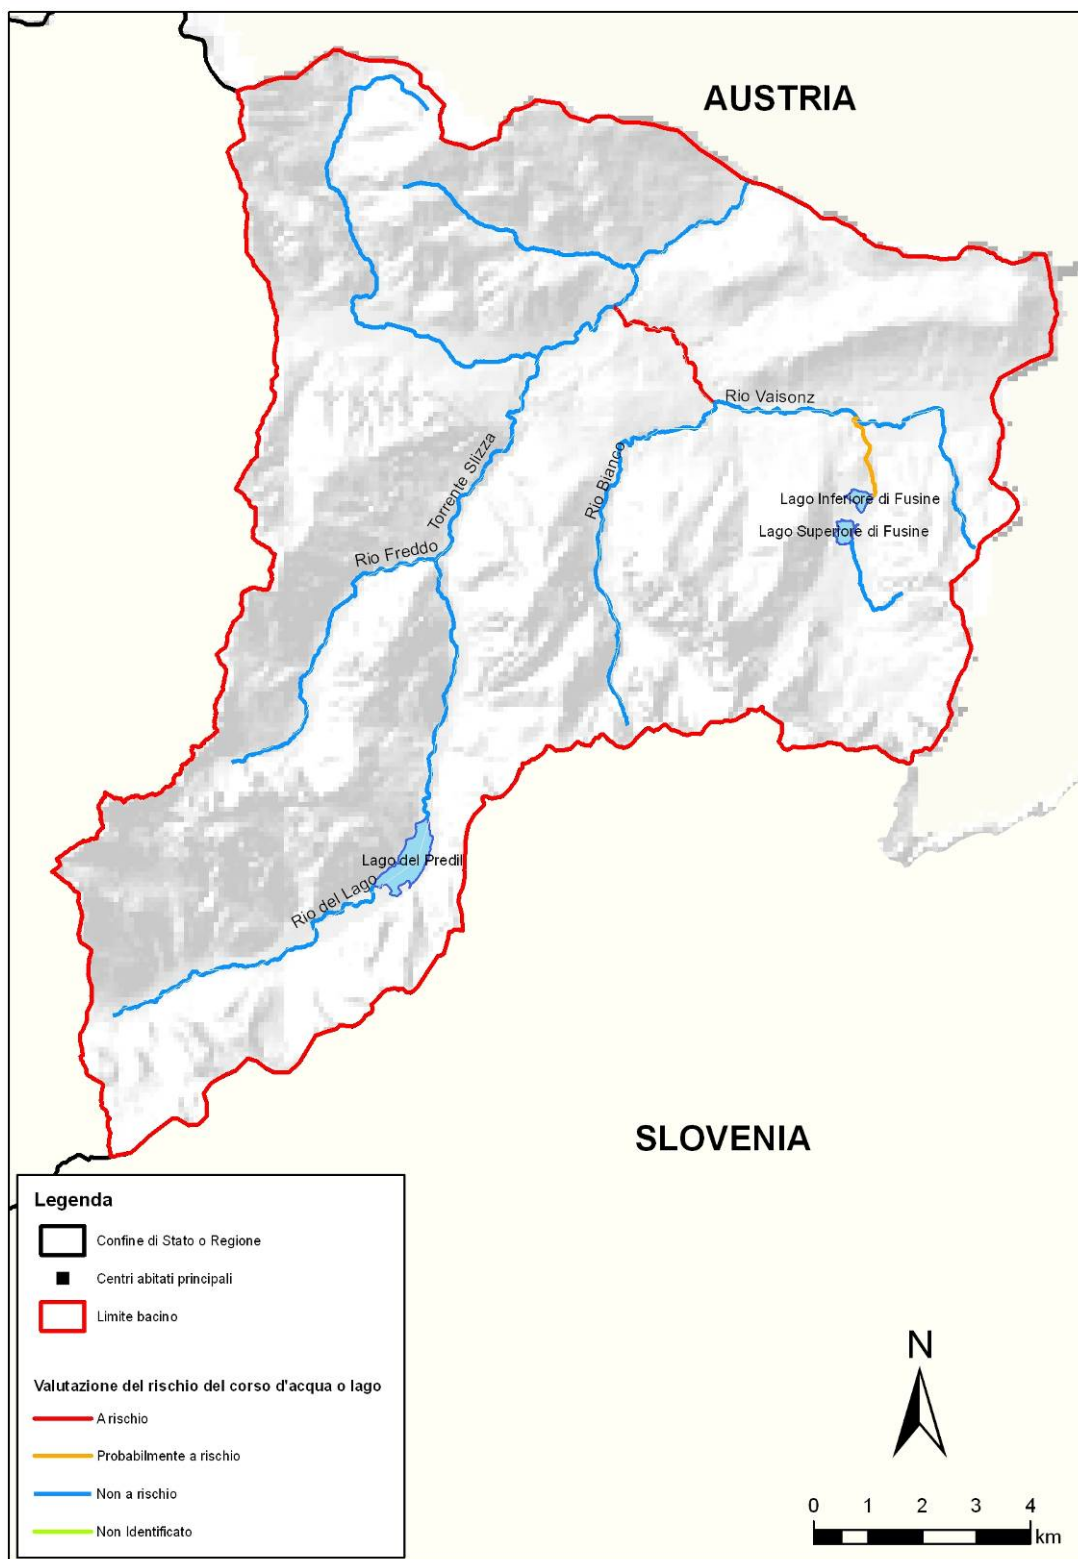 AUSTRIA
Rio Vaisonz
Torrente Slizza
Rio Bianco
Lago Inferiore di Fusine
Lago Superiore di Fusine
Rio Freddo
Lago del Predil
Rio del Lago
SLOVENIA
Legenda
Confine di Stato o Regione
Centri abitati principali
Limite bacino
Valutazione del rischio del corso d'acqua o lago
A rischio
Probabilmente a rischio
Non a rischio
Non Identificato
N
0 1 2 3 4
km